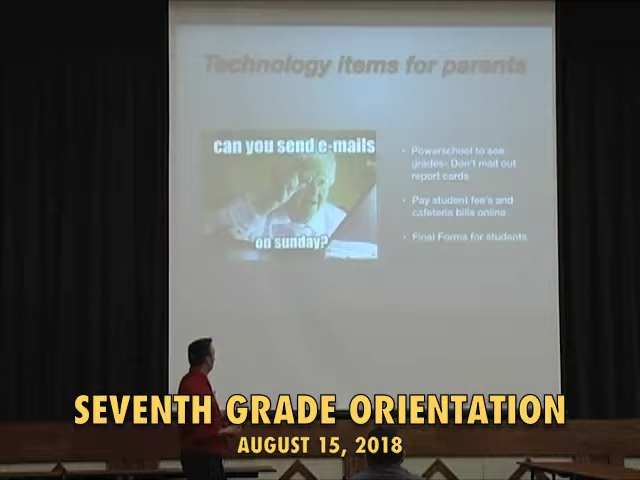 Technology items for parents
can you send e-mails
on sunday?
• Powerschool to see
grades- Don't mail out
report cards
• Pay student fee's and
cafeteria bills online
• Final Forms for students
SEVENTH GRADE ORIENTATION
AUGUST 15, 2018